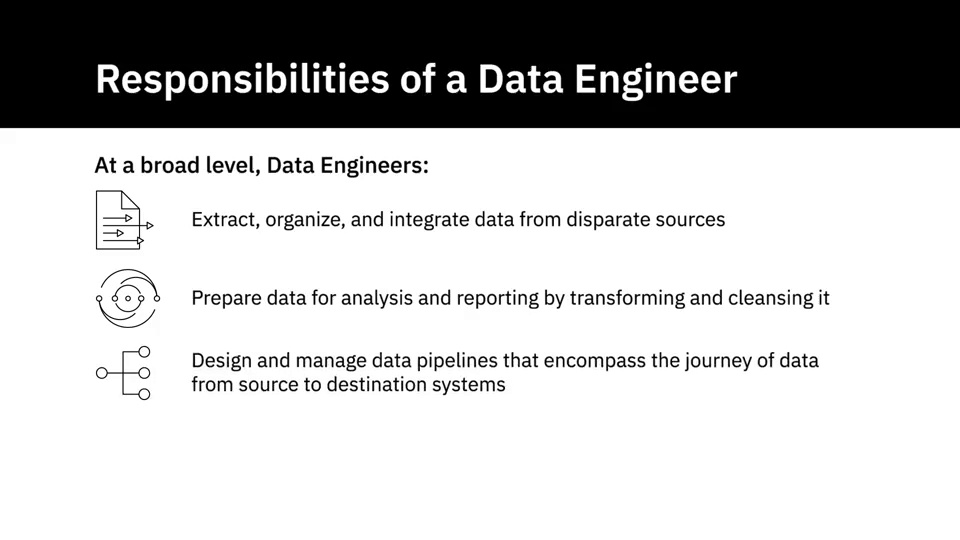 Responsibilities of a Data Engineer
At a broad level, Data Engineers:
Extract, organize, and integrate data from disparate sources
Prepare data for analysis and reporting by transforming and cleansing it
Design and manage data pipelines that encompass the journey of data
from source to destination systems